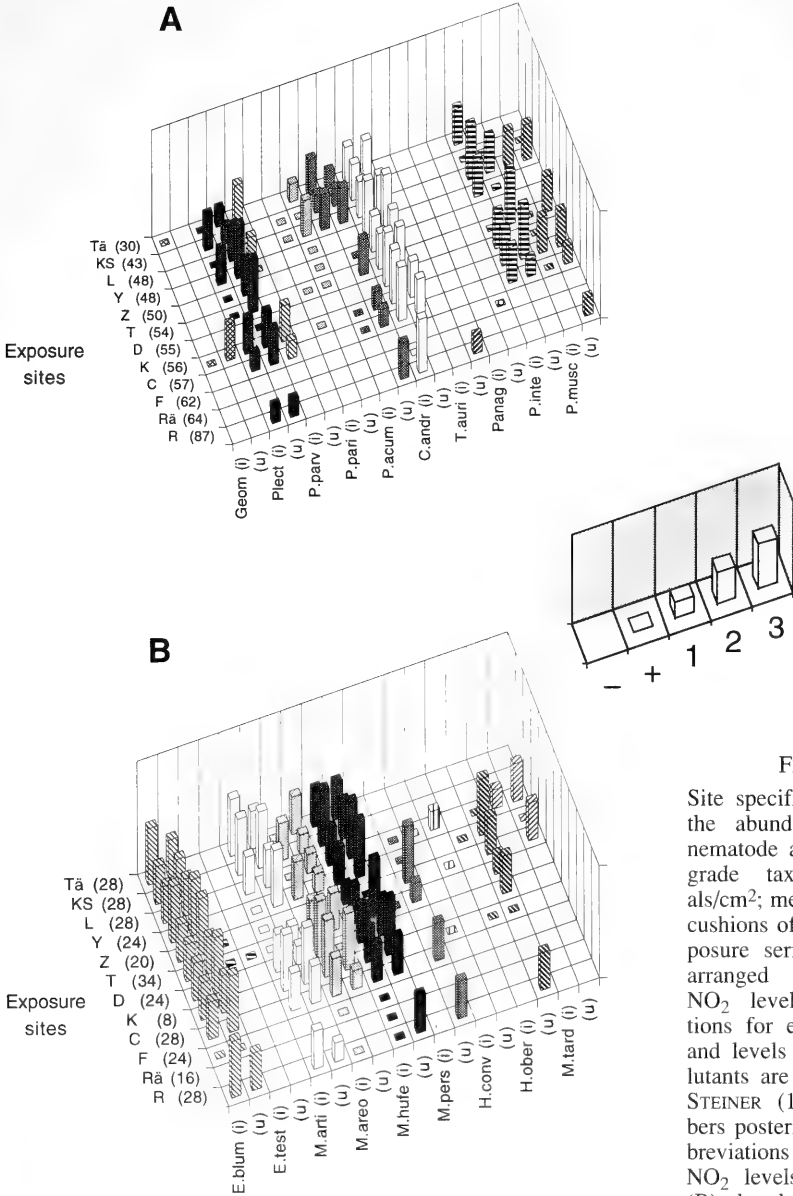 A
Tä (30)
KS (43)
L (48)
Y (48)
Z (50)
T (54)
D (55)
K (56)
C (57)
F (62)
Rä (64)
R (87)
Exposure
sites
Geom (i)
(u)
Plect (i)
(u)
P.parv (i)
(u)
P.pari (i)
(u)
P.acum (i)
(u)
C.andr (i)
(u)
T.auri (i)
(u)
Panag (i)
(u)
P.inte (i)
(u)
P.musc (i)
(u)
– + 1 2 3
B
Tä (28)
KS (28)
L (28)
Y (24)
Z (20)
T (34)
D (24)
K (8)
C (28)
F (24)
Rä (16)
R (28)
Exposure
sites
E.blum (i)
(u)
E.test (i)
(u)
M.arti (i)
(u)
M.areo (i)
(u)
M.hufe (i)
(u)
M.pers (i)
(u)
H.conv (i)
(u)
H.ober (i)
(u)
M.tard (i)
(u)
Site specif
the abund
nematode a
grade tax
als/cm²; me
cushions of
posure seri
arranged
NO₂ level
tions for e
and levels
lutants are
STEINER (1
bers posteri
breviations
NO₂ levels